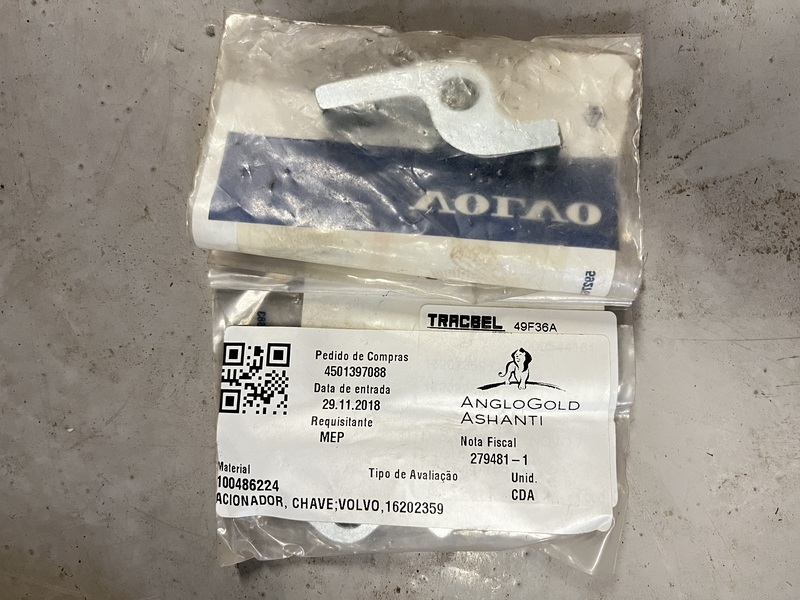 VOLVO
TRACBEL 49F36A
Pedido de Compras
4501397088
Data de entrada
29.11.2018
Requisitante
MEP
ANGLOGOLD
ASHANTI
Nota Fiscal
279481-1
Material
Tipo de Avaliação
Unid.
100486224
CDA
ACIONADOR, CHAVE;VOLVO,16202359